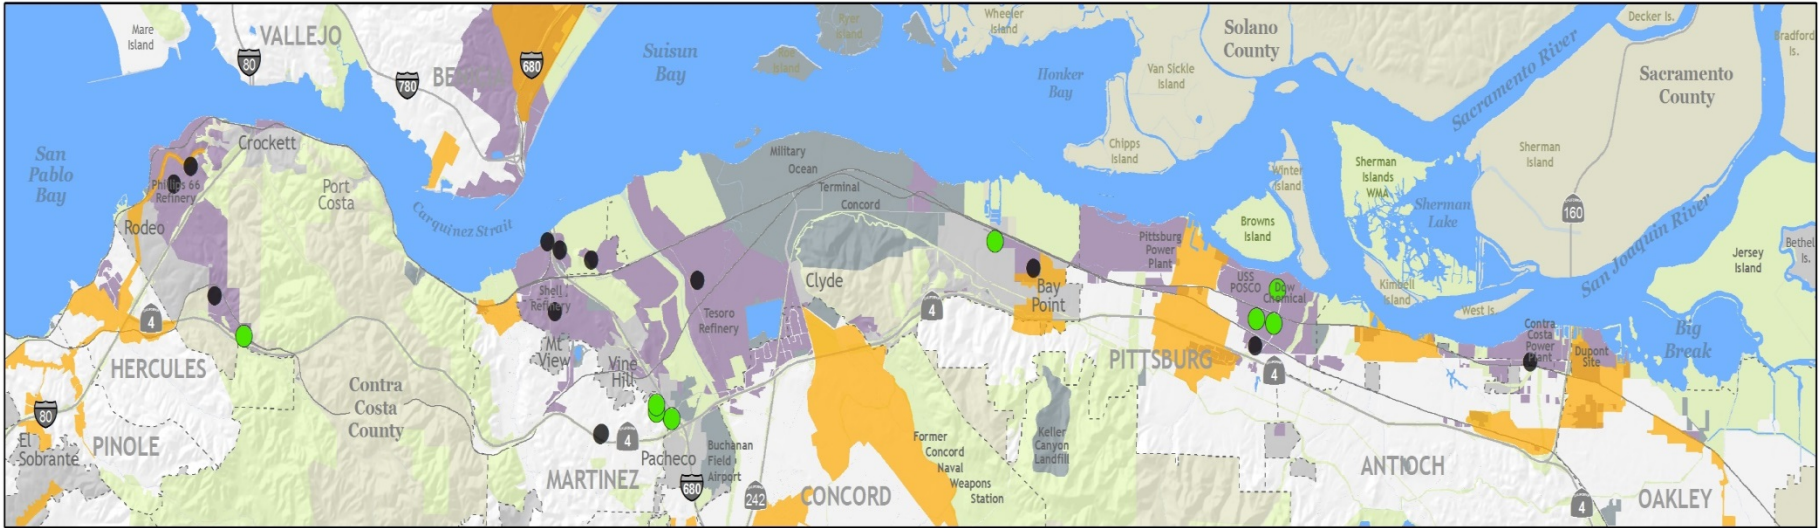 Mare
Island
VALLEJO
80
780
680
Suisun
Bay
Ryer
Island
Roe
Island
Wheeler
Island
Honker
Bay
Van Sickle
Island
Chipps
Island
Solano
County
Sacramento River
Decker Is.
Sacramento
County
Bradford
Is.
San
Pablo
Bay
Crockett
Phillips 66
Refinery
Rodeo
Port
Costa
Carquinez Strait
Military
Ocean
Terminal
Concord
Winter
Island
Browns
Island
Sherman
Islands
WMA
Sherman
Lake
Sherman
Island
160
San Joaquin River
Jersey
Island
Bethel
Is.
Pittsburg
Power
Plant
USS
POSCO
Dow
Chemical
Kimball
Island
West Is.
Big
Break
4
HERCULES
Shell
Refinery
Mt
View
Vine
Hill
Tesoro
Refinery
Clyde
4
Bay
Point
PITTSBURG
4
Contra
Costa
Power
Plant
Dupont
Site
Contra
Costa
County
80
El
Sobrante
PINOLE
MARTINEZ
4
Pacheco
680
Buchanan
Field
Airport
242
CONCORD
Former
Concord
Naval
Weapons
Station
Keller
Canyon
Landfill
ANTIOCH
4
OAKLEY